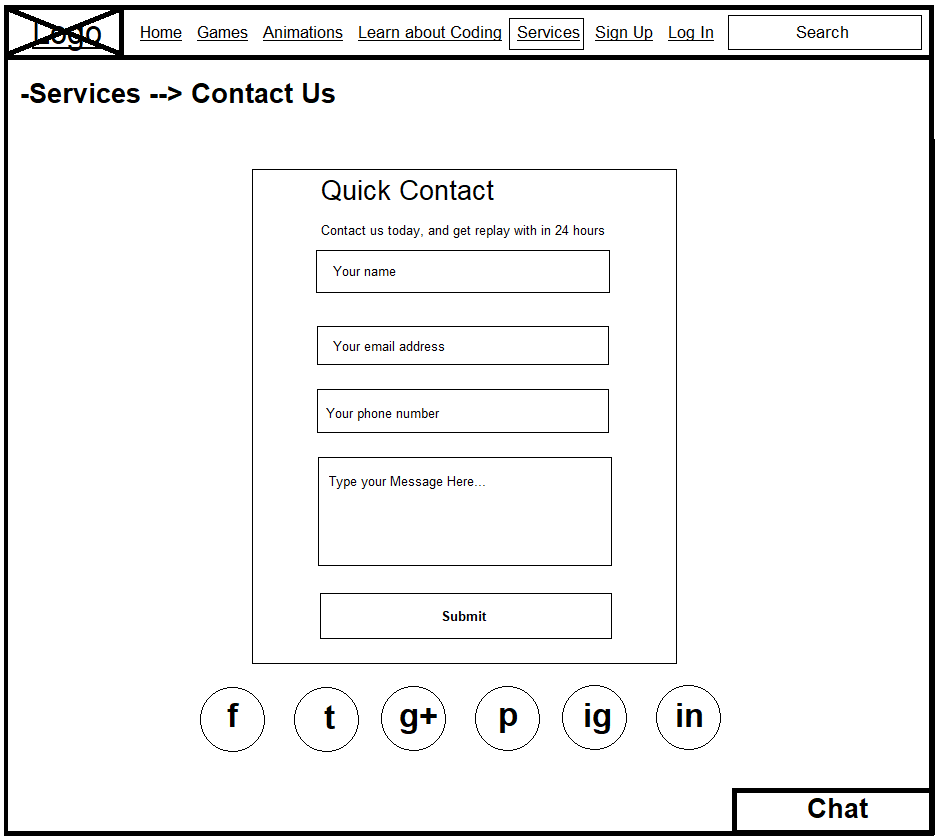 Logo Home Games Animations Learn about Coding Services Sign Up Log In Search
-Services --> Contact Us
Quick Contact
Contact us today, and get replay with in 24 hours
Your name
Your email address
Your phone number
Type your Message Here...
Submit
f t g+ p ig in
Chat